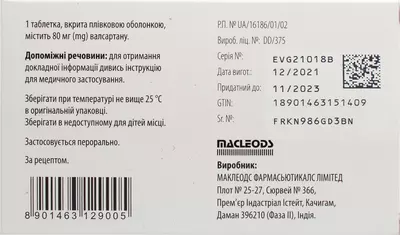 1 таблетка, вкрита плівковою оболонкою,
містить 80 мг (mg) валсартану.
Допоміжні речовини: для отримання
докладної інформації дивись інструкцію
для медичного застосування.
Зберігати при температурі не вище 25 °C
в оригінальній упаковці.
Зберігати в недоступному для дітей місці.
Застосовується перорально.
За рецептом.
8 901463 129005
Р.П. № UA/16186/01/02
Вироб. ліц.: DD/375
Серія №: EVG21018B
Дата вигот.: 12/2021
Придатний до: 11/2023
GTIN: 18901463151409
Sr. №: FRKN986GD3BN
MACLEODS
Виробник:
МАКЛЕОДС ФАРМАСЬЮТИКАЛС ЛІМІТЕД
Плот № 25-27, Сюрвей № 366,
Прем'єр Індастріал Істейт, Качигам,
Даман 396210 (Фаза ІІ), Індія.